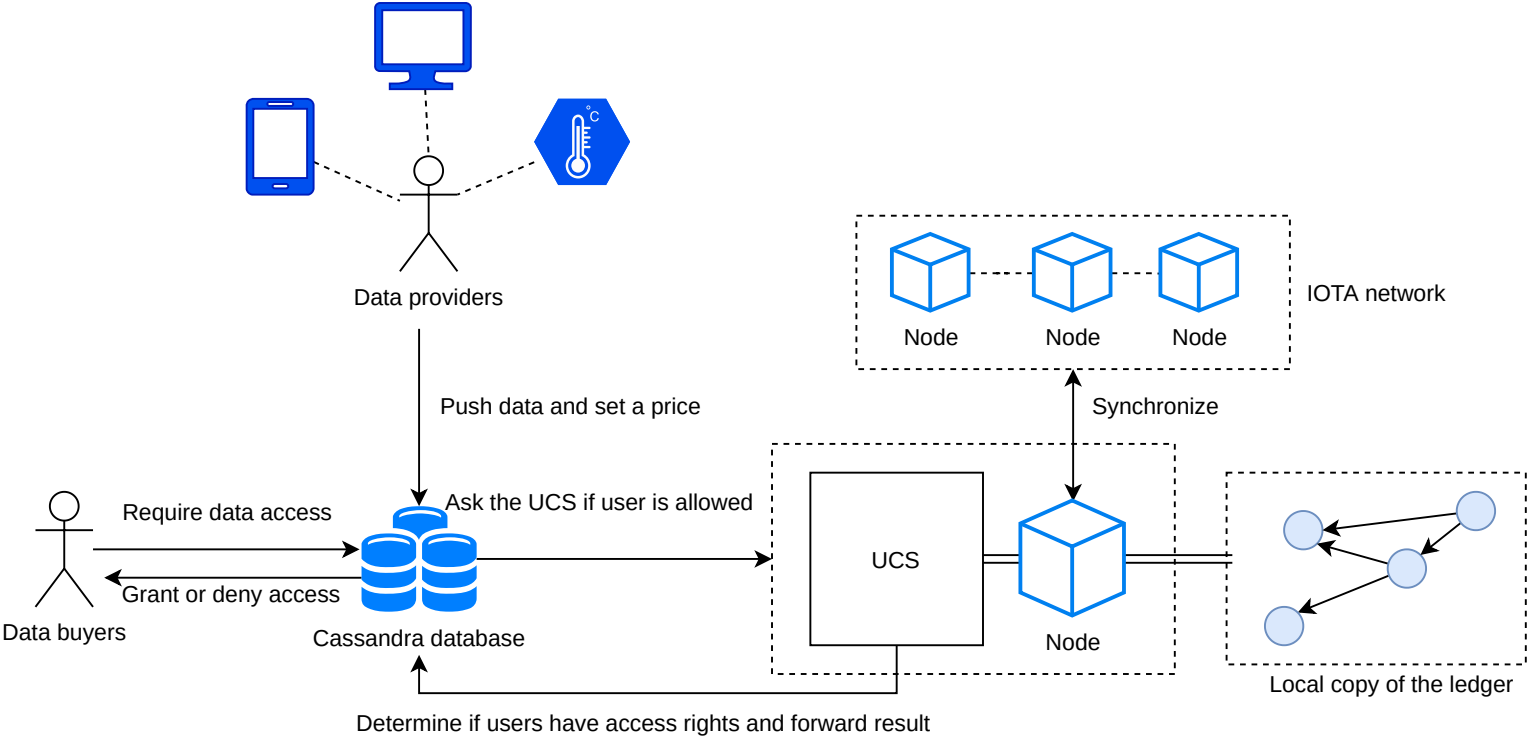 °C
Data providers
IOTA network
Node
Node
Node
Push data and set a price
Synchronize
Require data access
Ask the UCS if user is allowed
UCS
Grant or deny access
Data buyers
Cassandra database
Node
Local copy of the ledger
Determine if users have access rights and forward result